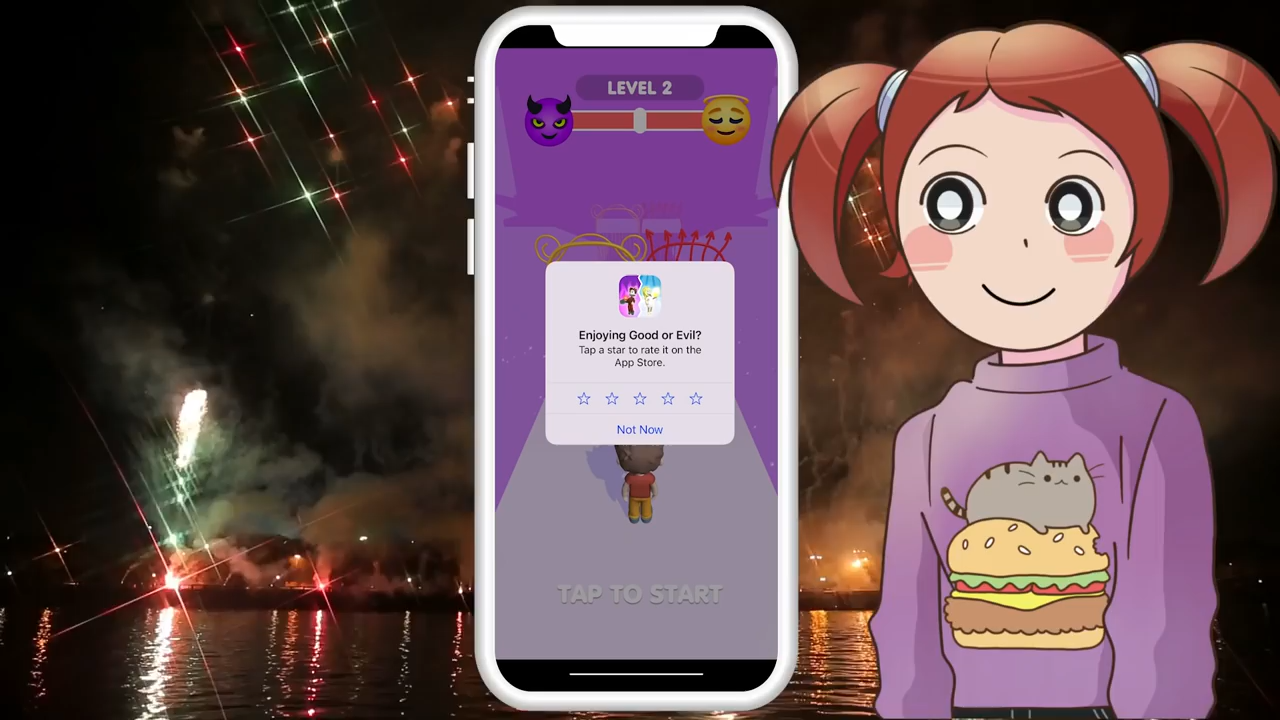 LEVEL 2
Enjoying Good or Evil?
Tap a star to rate it on the
App Store.
Not Now
TAP TO START